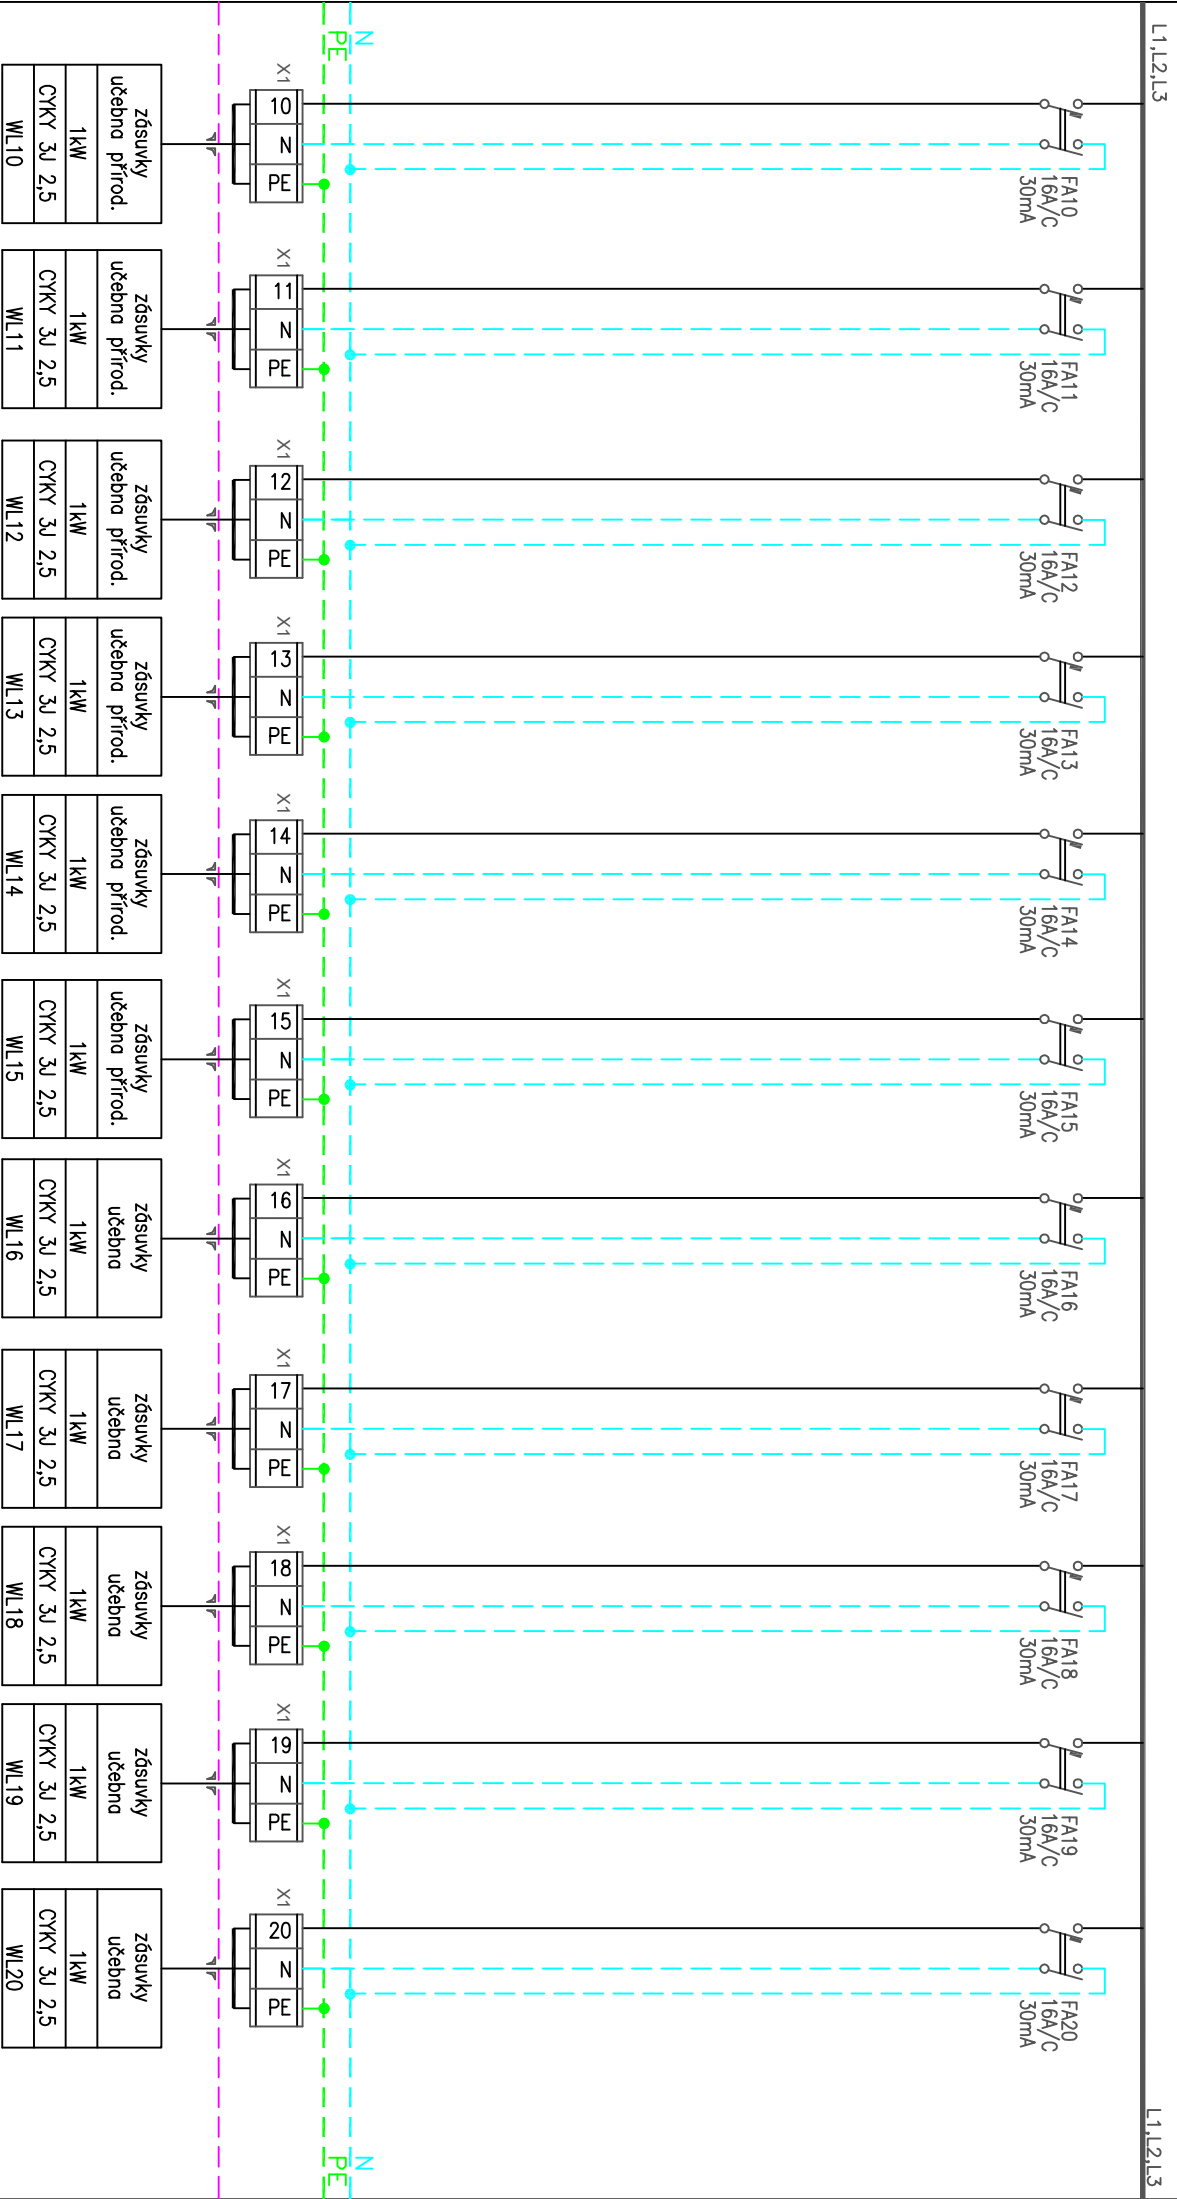 L1,L2,L3
L1,L2,L3
FA10
16A/C
30mA
FA11
16A/C
30mA
FA12
16A/C
30mA
FA13
16A/C
30mA
FA14
16A/C
30mA
FA15
16A/C
30mA
FA16
16A/C
30mA
FA17
16A/C
30mA
FA18
16A/C
30mA
FA19
16A/C
30mA
FA20
16A/C
30mA
N
N
PE
PE
X1
10
N
PE
X1
11
N
PE
X1
12
N
PE
X1
13
N
PE
X1
14
N
PE
X1
15
N
PE
X1
16
N
PE
X1
17
N
PE
X1
18
N
PE
X1
19
N
PE
X1
20
N
PE
zásuvky
učebna přírod.
1kW
CYKY 3J 2,5
WL10
zásuvky
učebna přírod.
1kW
CYKY 3J 2,5
WL11
zásuvky
učebna přírod.
1kW
CYKY 3J 2,5
WL12
zásuvky
učebna přírod.
1kW
CYKY 3J 2,5
WL13
zásuvky
učebna přírod.
1kW
CYKY 3J 2,5
WL14
zásuvky
učebna přírod.
1kW
CYKY 3J 2,5
WL15
zásuvky
učebna
1kW
CYKY 3J 2,5
WL16
zásuvky
učebna
1kW
CYKY 3J 2,5
WL17
zásuvky
učebna
1kW
CYKY 3J 2,5
WL18
zásuvky
učebna
1kW
CYKY 3J 2,5
WL19
zásuvky
učebna
1kW
CYKY 3J 2,5
WL20